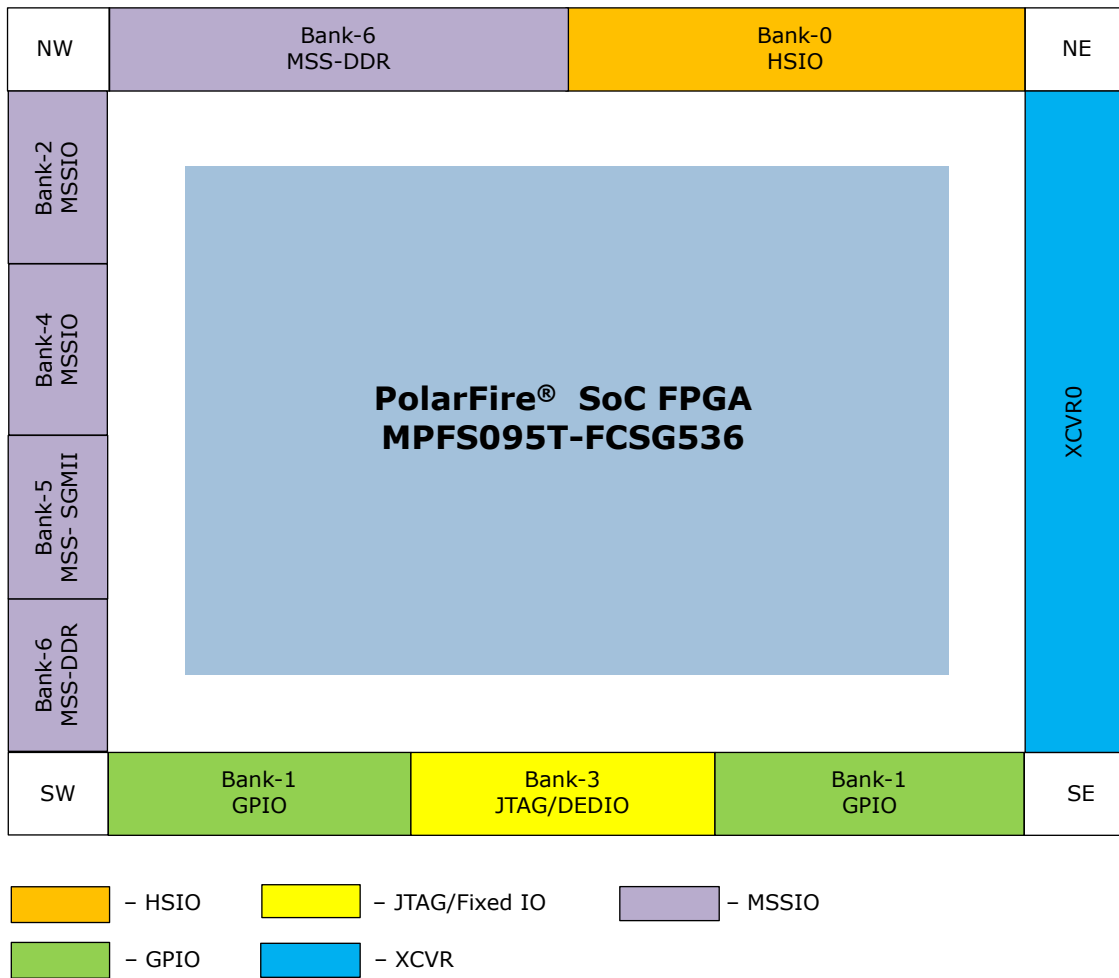 NW
Bank-6
MSS-DDR
Bank-0
HSIO
NE
Bank-2
MSSIO
Bank-4
MSSIO
Bank-5
MSS- SGMII
Bank-6
MSS-DDR
PolarFire® SoC FPGA
MPFS095T-FCSG536
XCVR0
SW
Bank-1
GPIO
Bank-3
JTAG/DEDIO
Bank-1
GPIO
SE
– HSIO
– JTAG/Fixed IO
– MSSIO
– GPIO
– XCVR